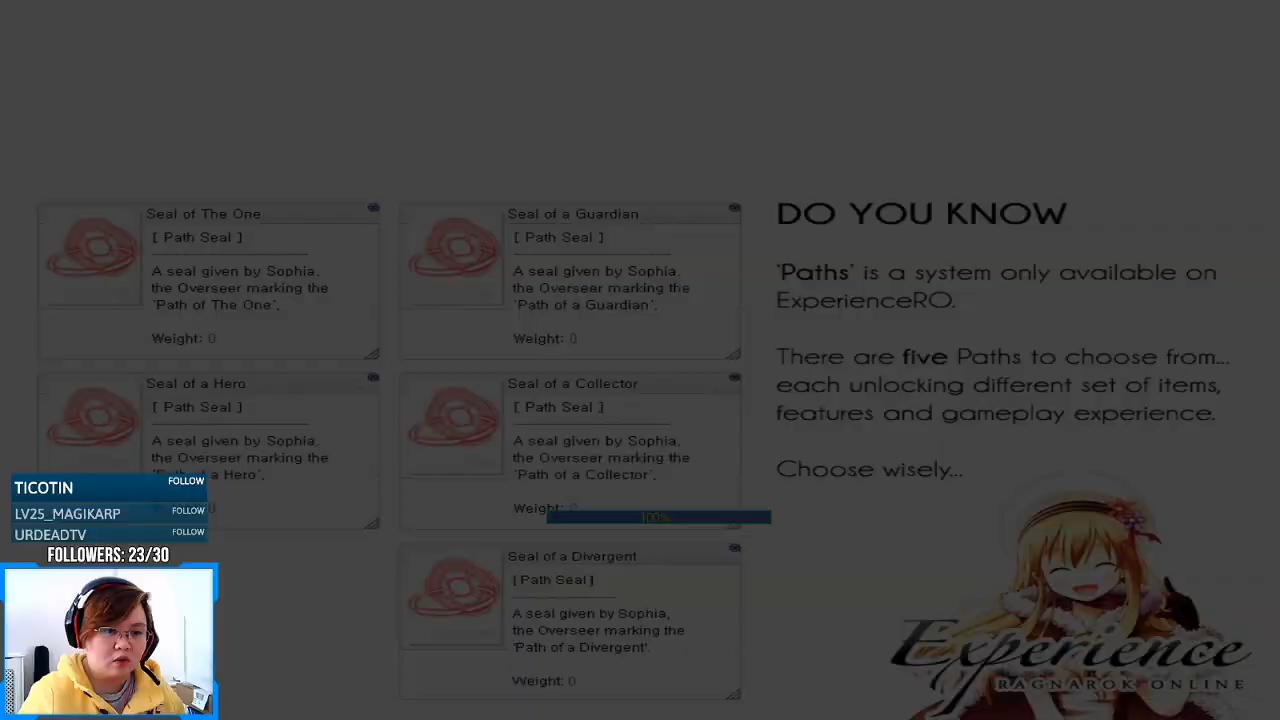 Seal of The One
[ Path Seal ]
A seal given by Sophia,
the Overseer marking the
'Path of The One'.
Weight: 0
Seal of a Guardian
[ Path Seal ]
A seal given by Sophia,
the Overseer marking the
'Path of a Guardian'.
Weight: 0
Seal of a Hero
[ Path Seal ]
A seal given by Sophia,
the Overseer marking the
'Path of a Hero'.
0
Seal of a Collector
[ Path Seal ]
A seal given by Sophia,
the Overseer marking the
'Path of a Collector'.
Weight:
100%
Seal of a Divergent
[Path Seal]
A seal given by Sophia,
the Overseer marking the
'Path of a Divergent'.
Weight: 0
DO YOU KNOW
'Paths' is a system only available on
ExperienceRO.
There are five Paths to choose from...
each unlocking different set of items,
features and gameplay experience.
Choose wisely...
Experience
RAGNAROK ONLINE
TICOTIN FOLLOW
LV25_MAGIKARP FOLLOW
URDEADTV FOLLOW
FOLLOWERS: 23/30